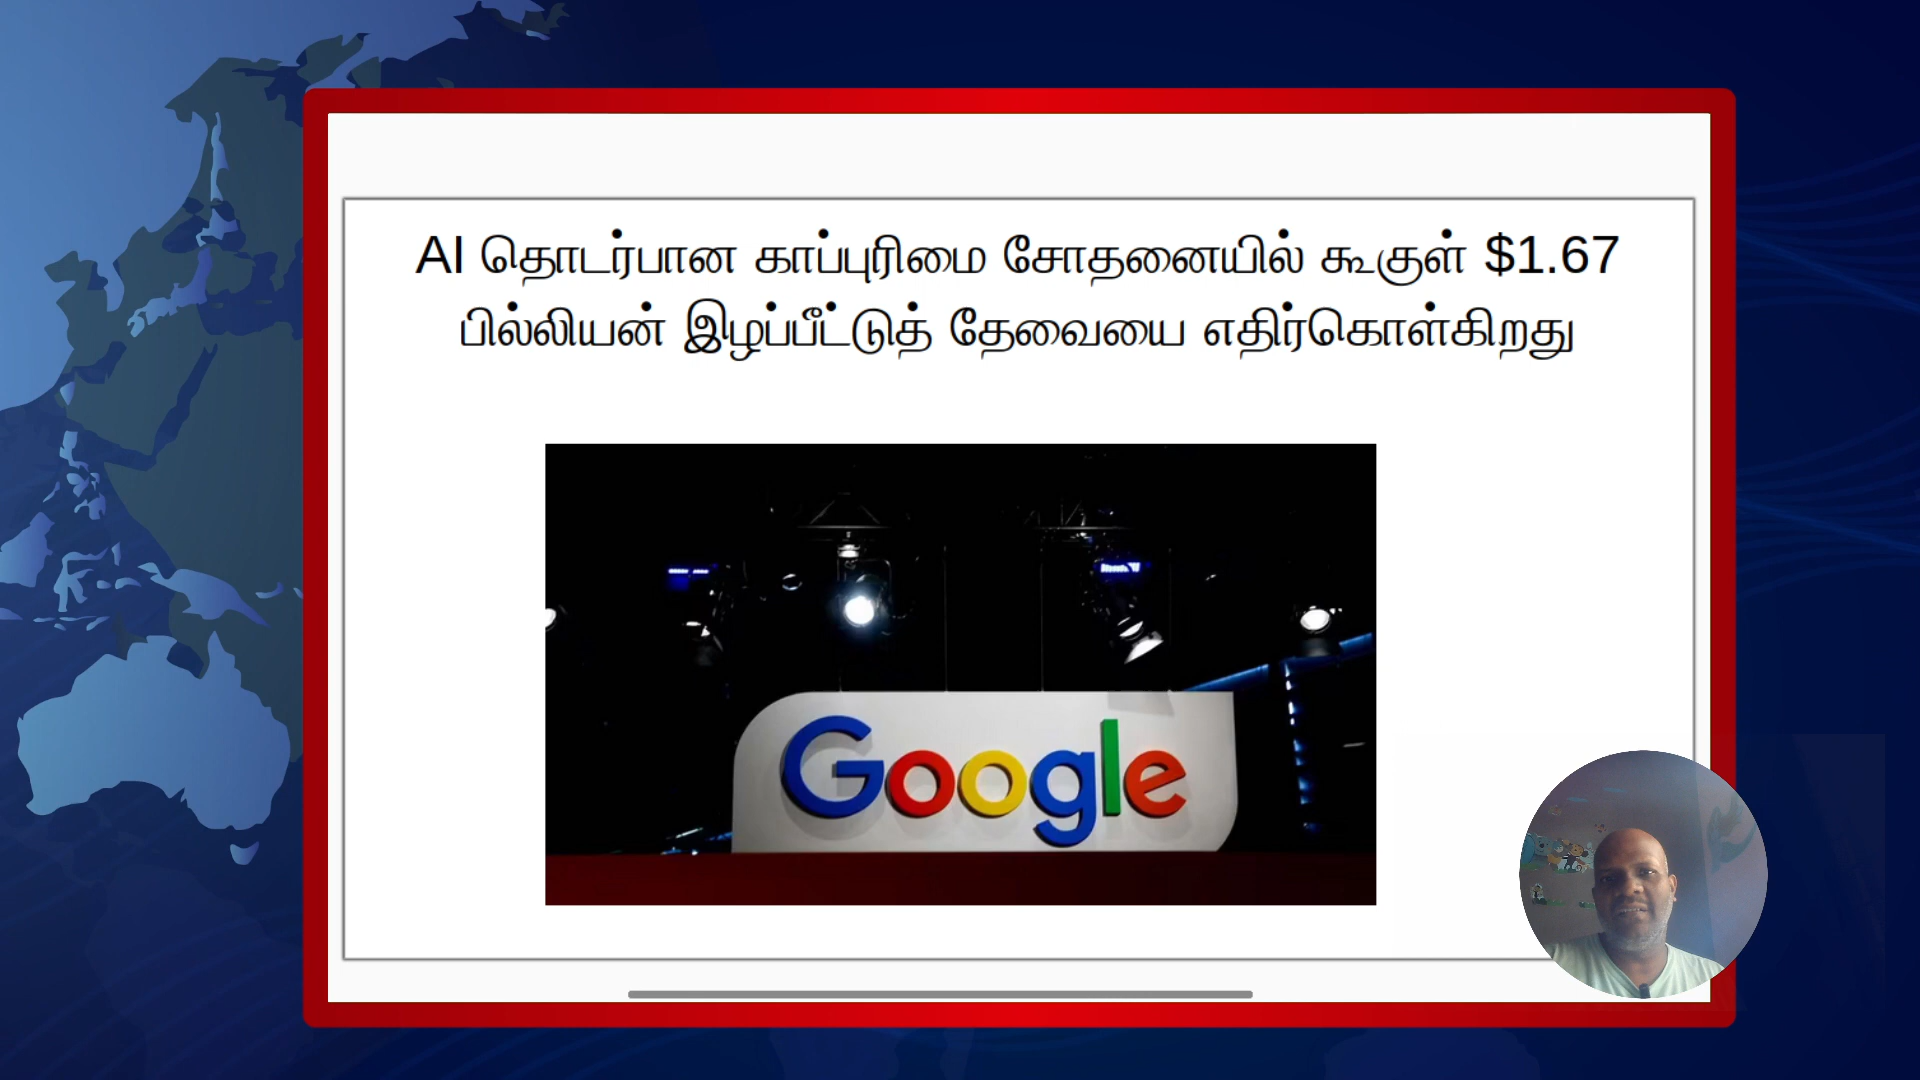 AI தொடர்பான காப்புரிமை சோதனையில் கூகுள் $1.67
பில்லியன் இழப்பீட்டுத் தேவையை எதிர்கொள்கிறது
Google